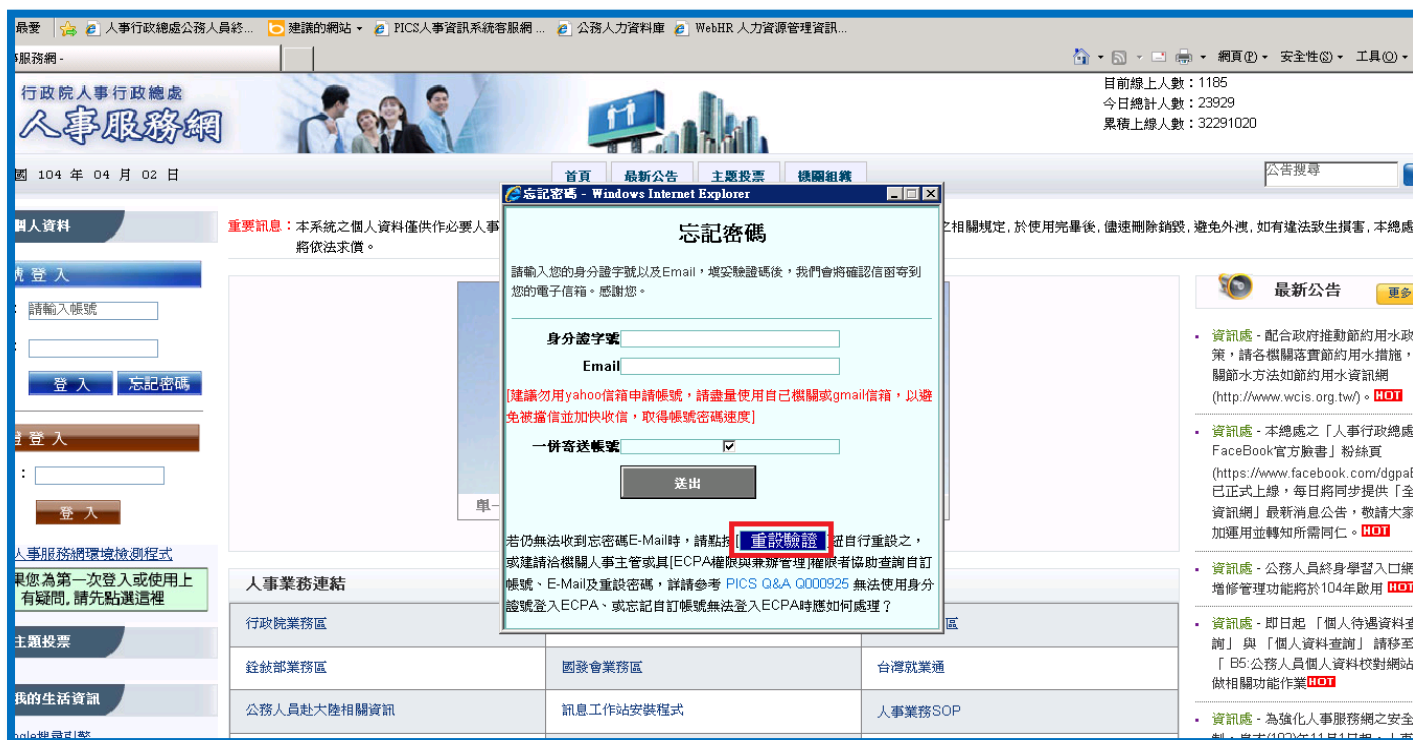 最愛 人事行政總處公務人員終... 建議的網站 PICS人事資訊系統客服網 ... 公務人力資料庫 WebHR 人力資源管理資訊...
服務網 -
網頁(P) 安全性(S) 工具(O)
行政院人事行政總處
人事服務網
目前線上人數：1185
今日總計人數：23929
累積上線人數：32291020
國 104 年 04 月 02 日
首頁 最新公告 主題投票 機關組織
公告搜尋
個人資料
號登入
請輸入帳號
登入 忘記密碼
登入
：
登入
人事服務網環境檢測程式
果您為第一次登入或使用上
有疑問, 請先點選這裡
主題投票
我的生活資訊
重要訊息：本系統之個人資料僅供作必要人事
將依法求償。
之相關規定, 於使用完畢後, 儘速刪除銷毀, 避免外洩, 如有違法致生損害, 本總處
單一
忘記密碼 - Windows Internet Explorer
忘記密碼
請輸入您的身分證字號以及Email，填妥驗證碼後，我們會將確認信函寄到
您的電子信箱。感謝您。
身分證字號
Email
[建議勿用yahoo信箱申請帳號，請盡量使用自己機關或gmail信箱，以避
免被擋信並加快收信，取得帳號密碼速度]
一併寄送帳號
送出
若仍無法收到忘密碼E-Mail時，請點按[ 重設驗證 ]鈕自行重設之，
或建請洽機關人事主管或具[ECPA權限與兼辦管理]權限者協助查詢自訂
帳號、E-Mail及重設密碼，詳請參考 PICS Q&A Q000925 無法使用身分
證號登入ECPA、或忘記自訂帳號無法登入ECPA時應如何處理？
人事業務連結
行政院業務區
區
銓敍部業務區 國發會業務區 台灣就業通
公務人員赴大陸相關資訊 訊息工作站安裝程式 人事業務SOP
最新公告 更多
資訊處 - 配合政府推動節約用水政
策，請各機關落實節約用水措施，
關節水方法如節約用水資訊網
(http://www.wcis.org.tw/)。HOT
資訊處 - 本總處之「人事行政總處
FaceBook官方臉書」粉絲頁
(https://www.facebook.com/dgpa
已正式上線，每日將同步提供「全
資訊網」最新消息公告，敬請大家
加運用並轉知所需同仁。HOT
資訊處 - 公務人員終身學習入口網
增修管理功能將於104年啟用 HOT
資訊處 - 即日起 「個人待遇資料查
詢」 與 「個人資料查詢」 請移至
「 B5:公務人員個人資料校對網站
做相關功能作業HOT
資訊處 - 為強化人事服務網之安全